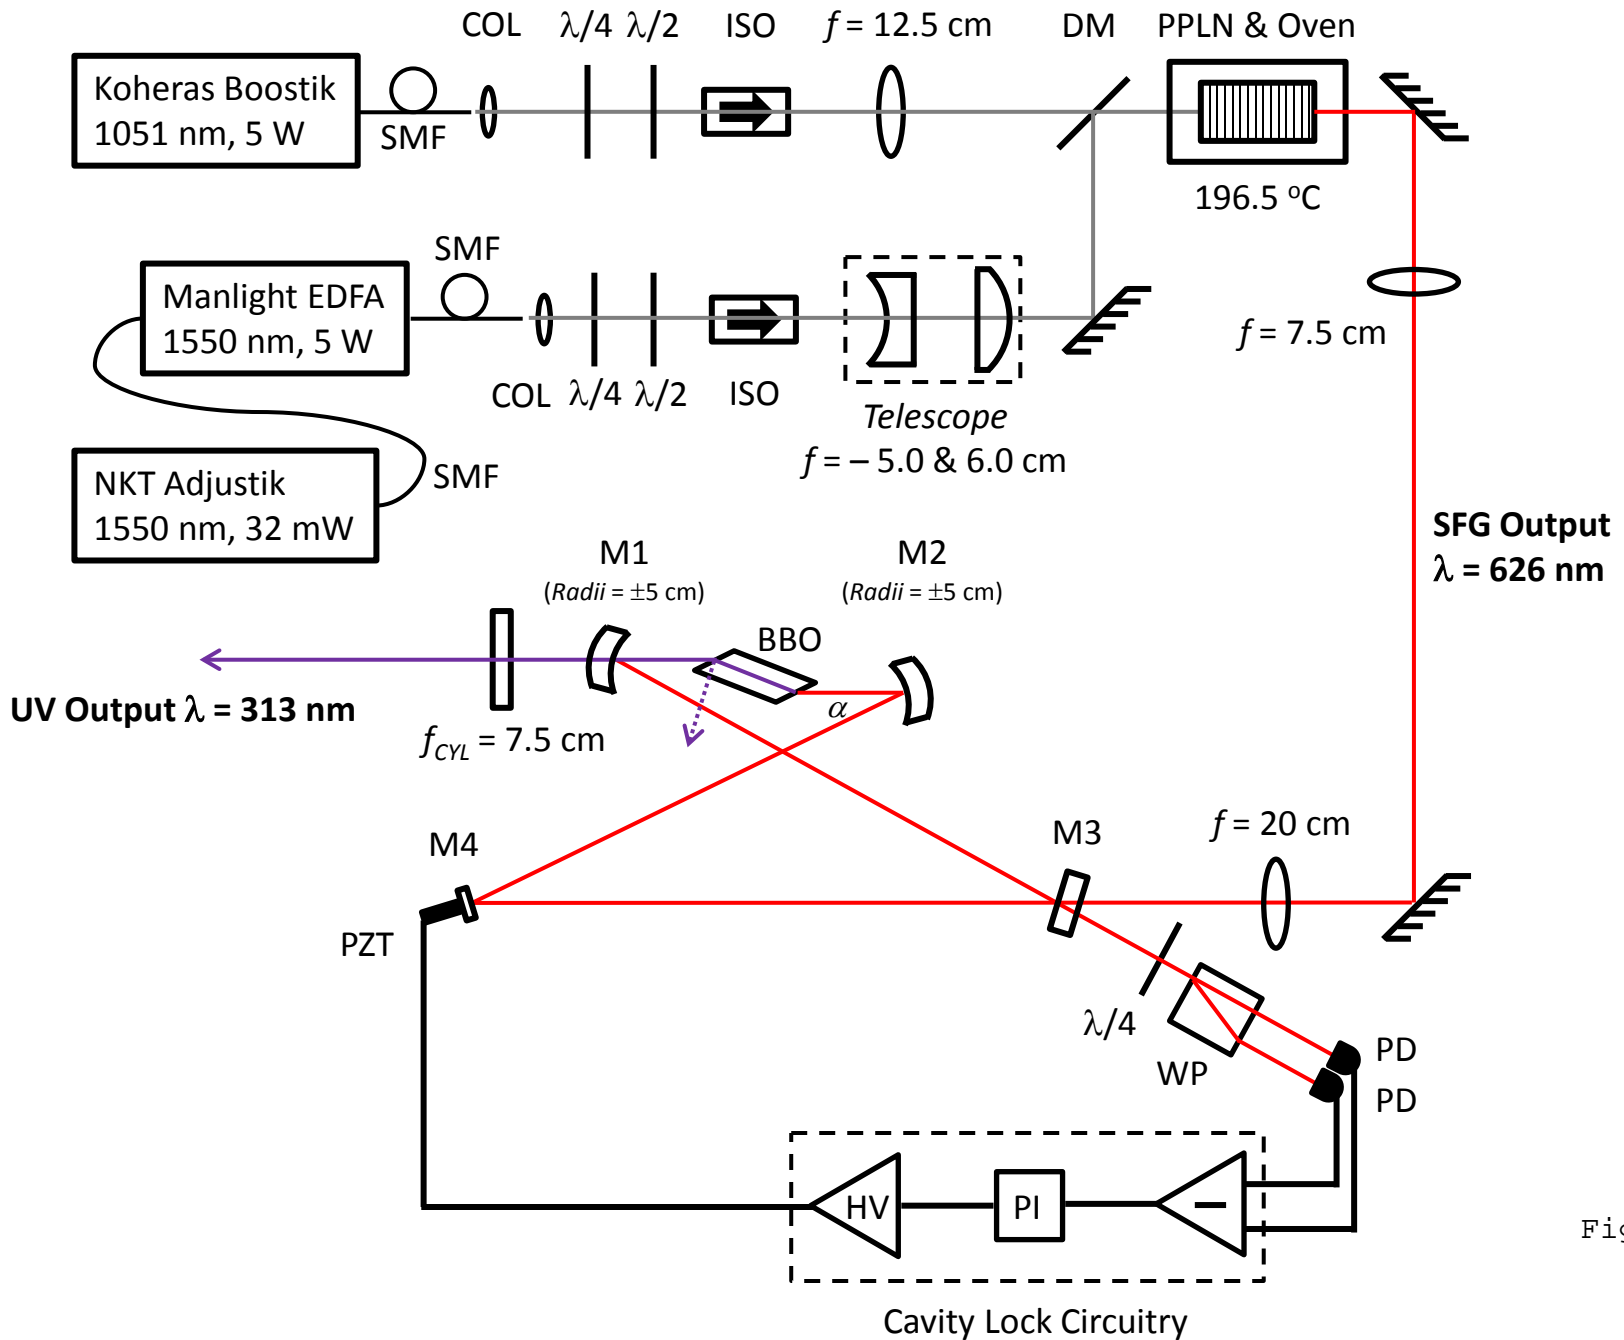 COL
λ/4
λ/2
ISO
f = 12.5 cm
DM
PPLN & Oven
Koheras Boostik
1051 nm, 5 W
SMF
196.5 °C
SMF
Manlight EDFA
1550 nm, 5 W
f = 7.5 cm
COL
λ/4
λ/2
ISO
Telescope
f = – 5.0 & 6.0 cm
NKT Adjustik
1550 nm, 32 mW
SMF
SFG Output
λ = 626 nm
M1
(Radii = ±5 cm)
M2
(Radii = ±5 cm)
BBO
UV Output λ = 313 nm
α
fCYL = 7.5 cm
M4
M3
f = 20 cm
PZT
λ/4
WP
PD
PD
HV
PI
–
Fig
Cavity Lock Circuitry